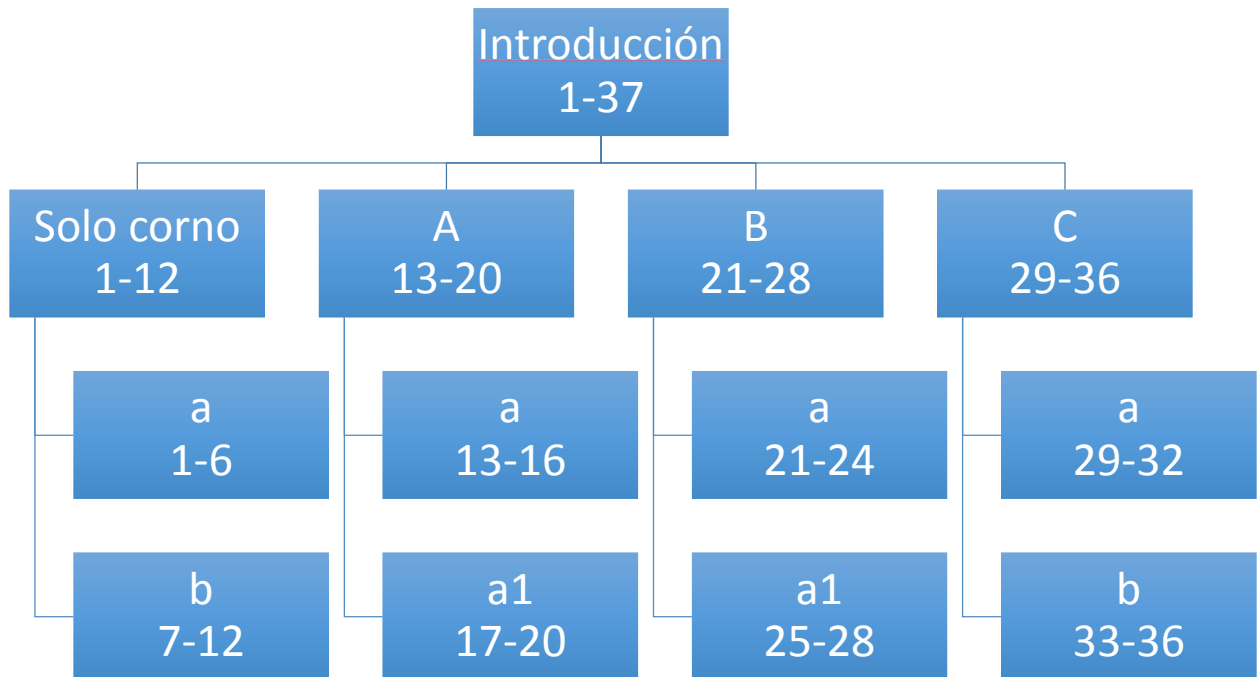 Introducción
1-37
Solo corno
1-12
A
13-20
B
21-28
C
29-36
a
1-6
a
13-16
a
21-24
a
29-32
b
7-12
a1
17-20
a1
25-28
b
33-36